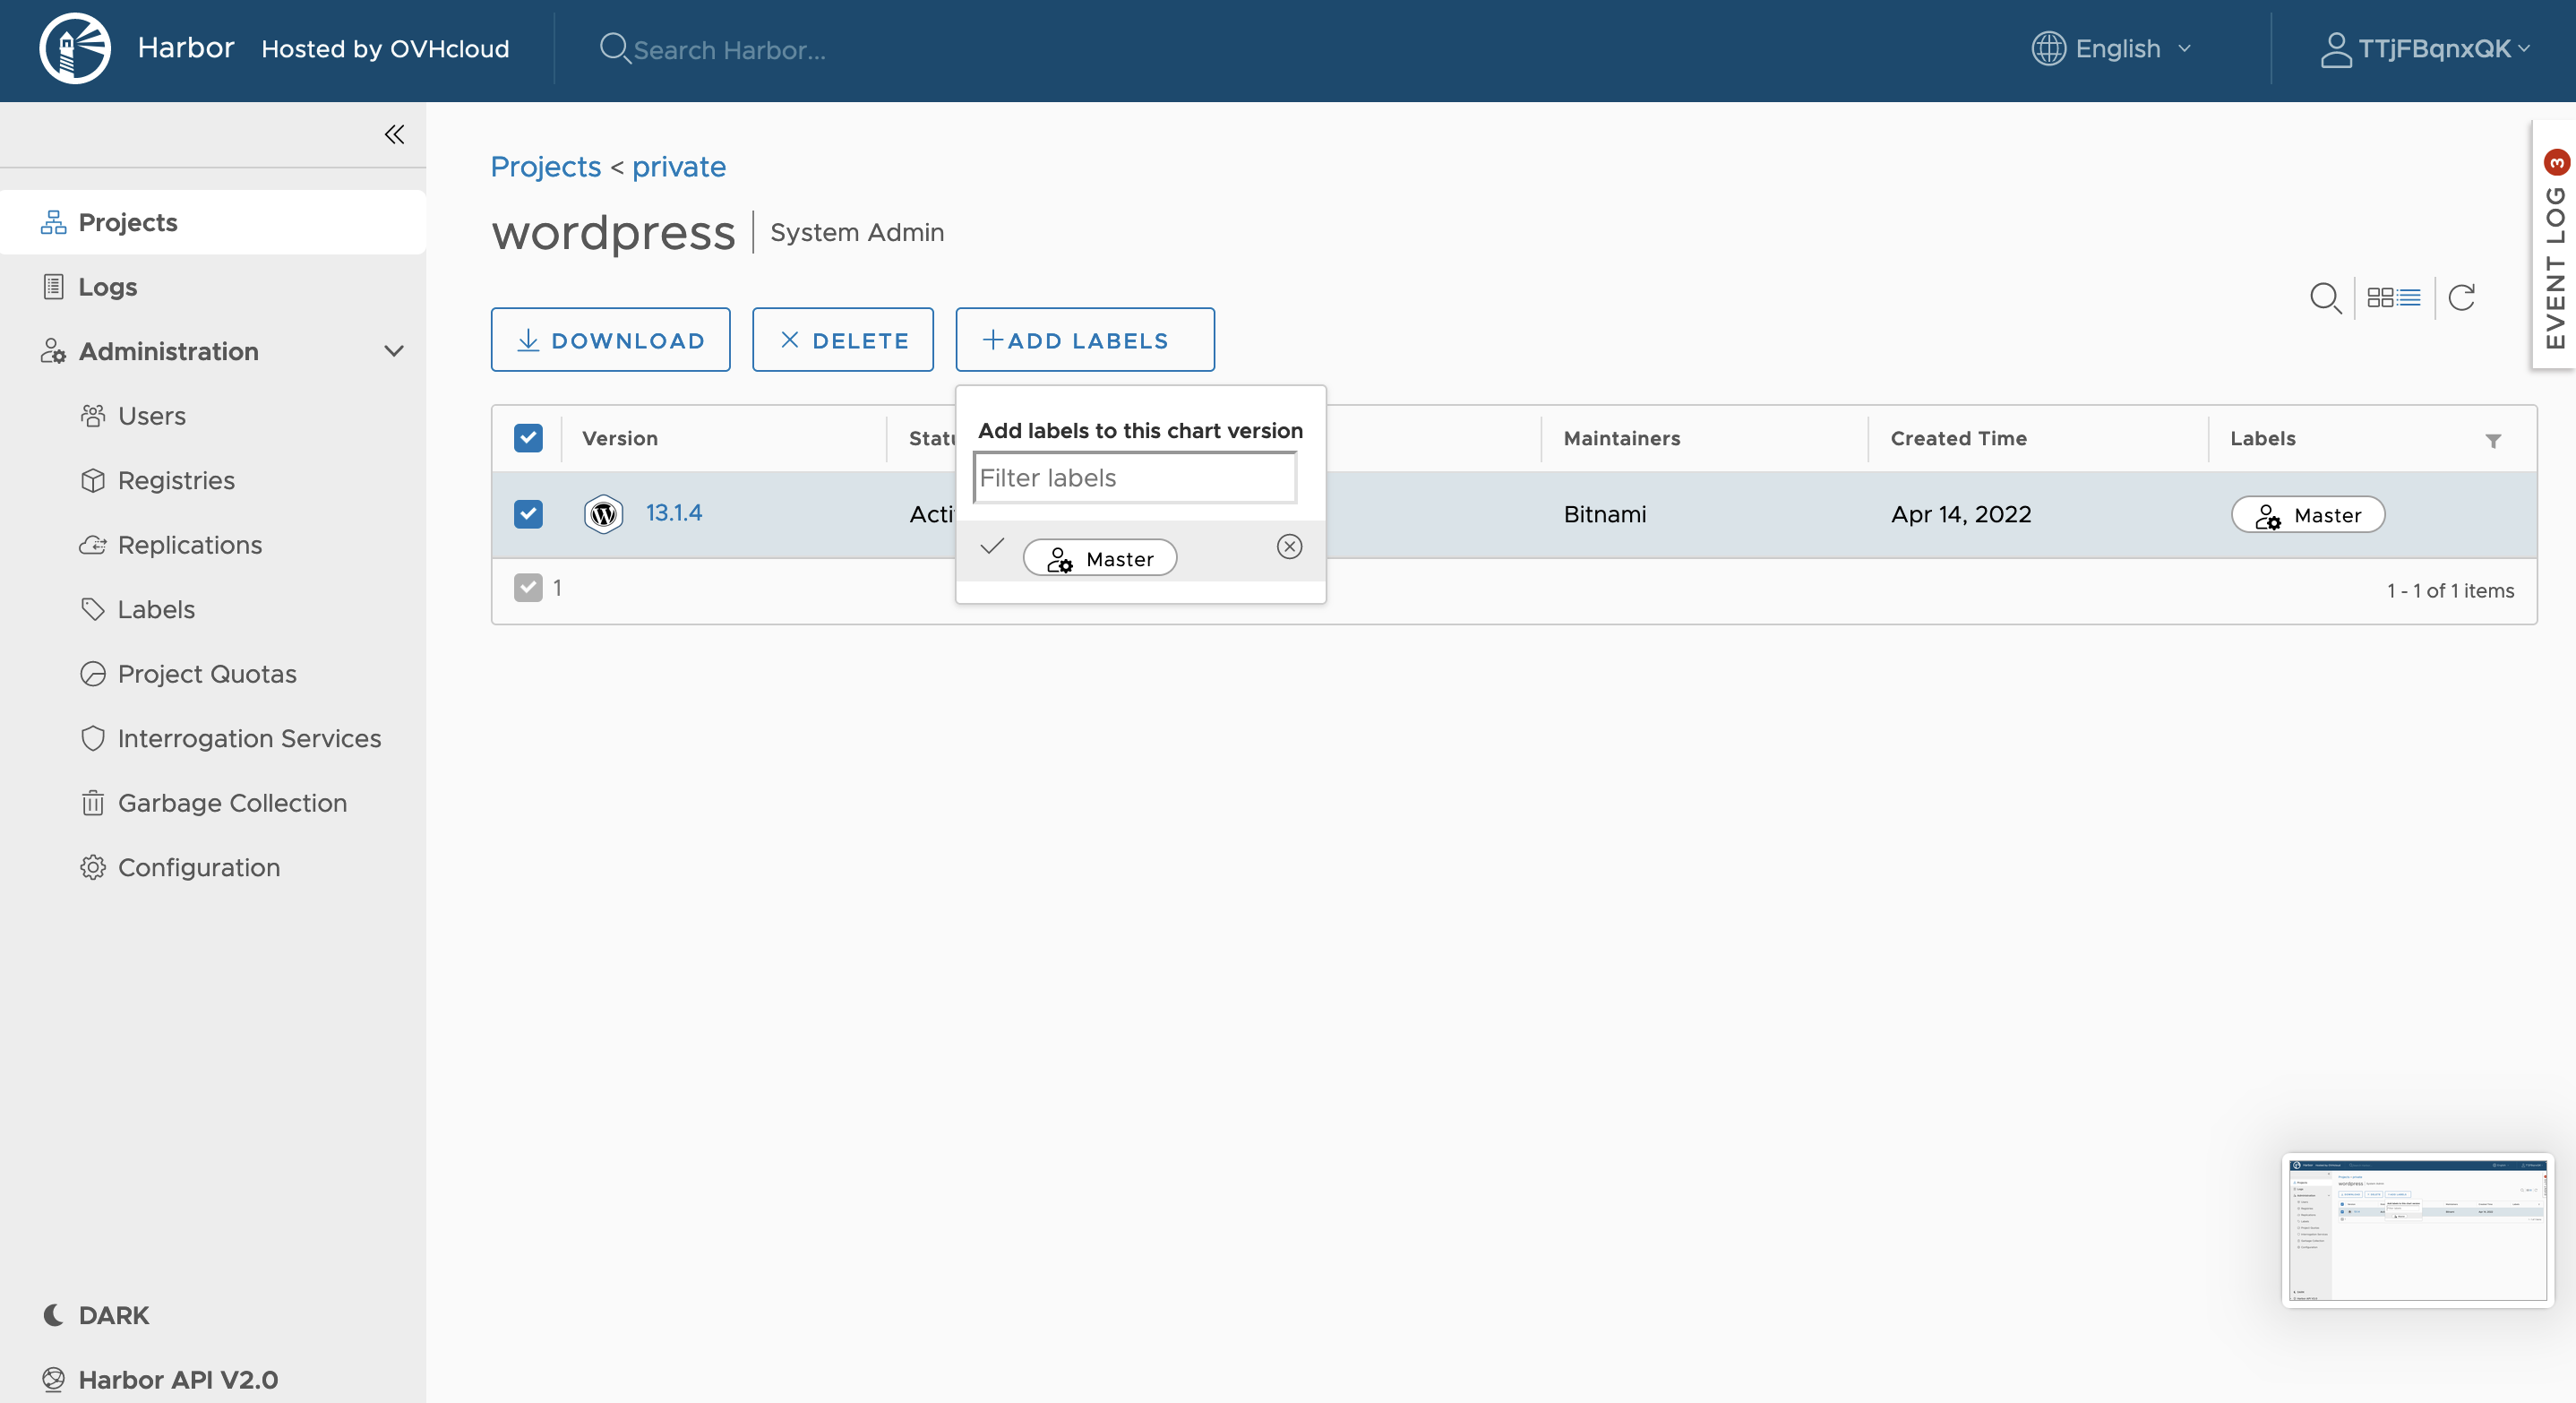 Harbor Hosted by OVHcloud Search Harbor... English TTjFBqnxQK
EVENT LOG 3
Projects
Logs
Administration
Users
Registries
Replications
Labels
Project Quotas
Interrogation Services
Garbage Collection
Configuration
DARK
Harbor API V2.0
Projects < private
wordpress System Admin
DOWNLOAD DELETE ADD LABELS
Version Statu Maintainers Created Time Labels
13.1.4 Acti Bitnami Apr 14, 2022 Master
1 1 - 1 of 1 items
Add labels to this chart version
Filter labels
Master